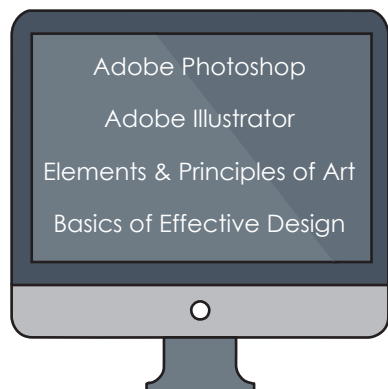 Adobe Photoshop
Adobe Illustrator
Elements & Principles of Art
Basics of Effective Design